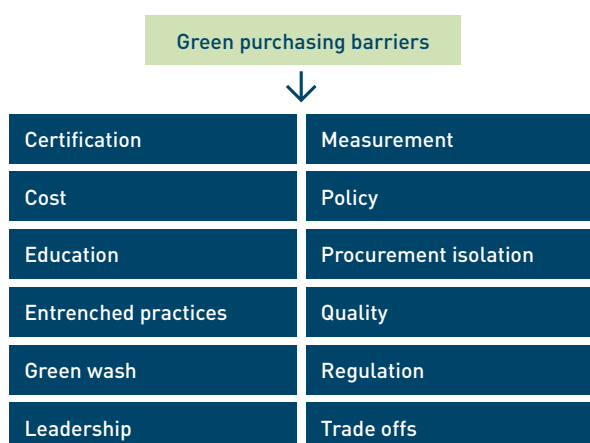 Green purchasing barriers
Certification
Measurement
Cost
Policy
Education
Procurement isolation
Entrenched practices
Quality
Green wash
Regulation
Leadership
Trade offs